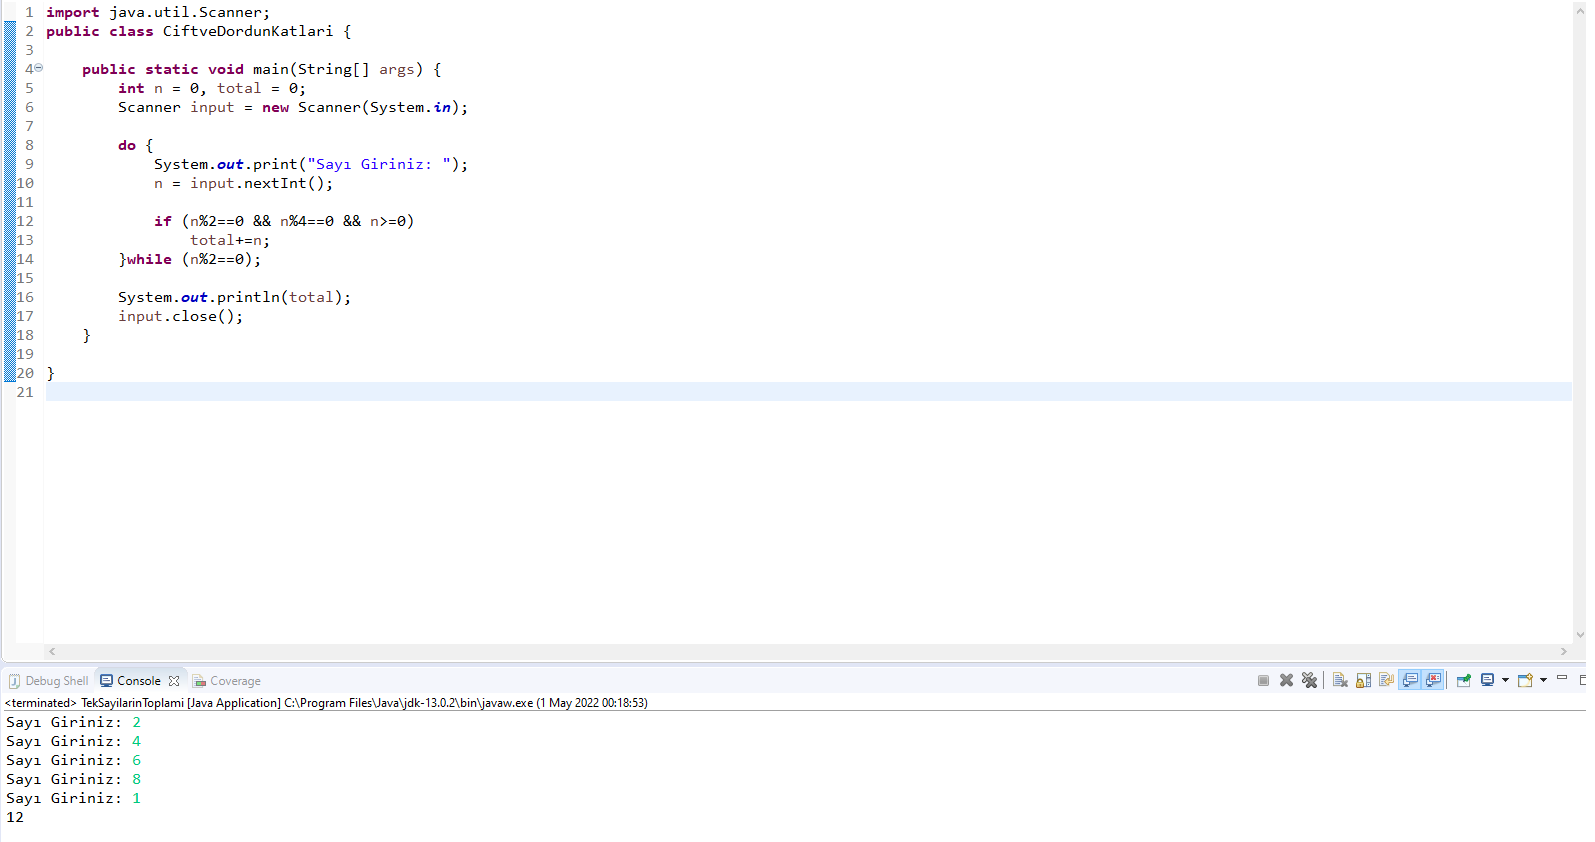 1 import java.util.Scanner;
2 public class CiftveDordunKatlari {
3
4 public static void main(String[] args) {
5 int n = 0, total = 0;
6 Scanner input = new Scanner(System.in);
7
8 do {
9 System.out.print("Sayı Giriniz: ");
10 n = input.nextInt();
11
12 if (n%2==0 && n%4==0 && n>=0)
13 total+=n;
14 }while (n%2==0);
15
16 System.out.println(total);
17 input.close();
18 }
19
20 }
21
Debug Shell Console Coverage
<terminated> TekSayilarinToplami [Java Application] C:\Program Files\Java\jdk-13.0.2\bin\javaw.exe (1 May 2022 00:18:53)
Sayı Giriniz: 2
Sayı Giriniz: 4
Sayı Giriniz: 6
Sayı Giriniz: 8
Sayı Giriniz: 1
12